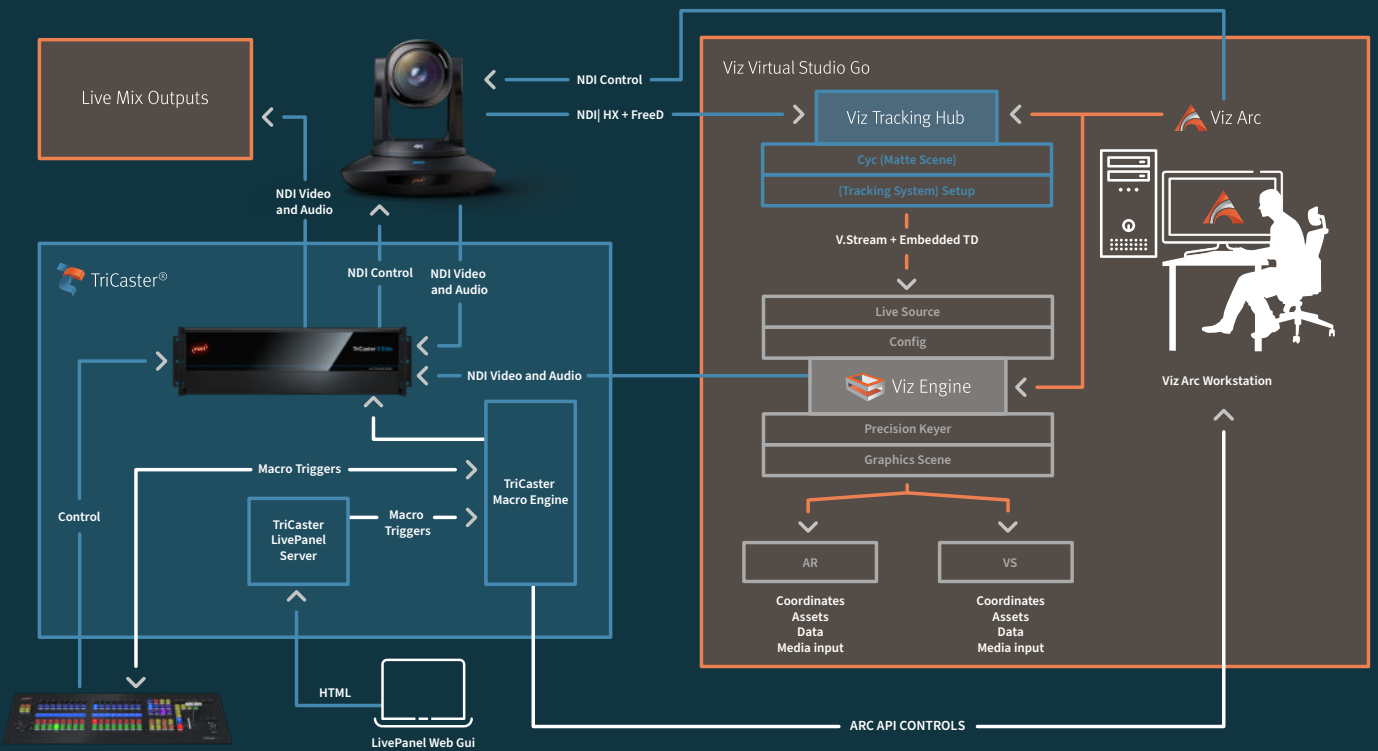 Live Mix Outputs
NDI Control
NDI| HX + FreeD
NDI Video
and Audio
Viz Virtual Studio Go
Viz Tracking Hub
Cyc (Matte Scene)
(Tracking System) Setup
V.Stream + Embedded TD
Live Source
Config
Viz Engine
Precision Keyer
Graphics Scene
AR
VS
Coordinates
Assets
Data
Media input
Coordinates
Assets
Data
Media input
Viz Arc
Viz Arc Workstation
TriCaster®
NDI Control
NDI Video
and Audio
NDI Video and Audio
Macro Triggers
TriCaster
Macro Engine
Control
TriCaster
LivePanel
Server
Macro
Triggers
HTML
LivePanel Web Gui
ARC API CONTROLS